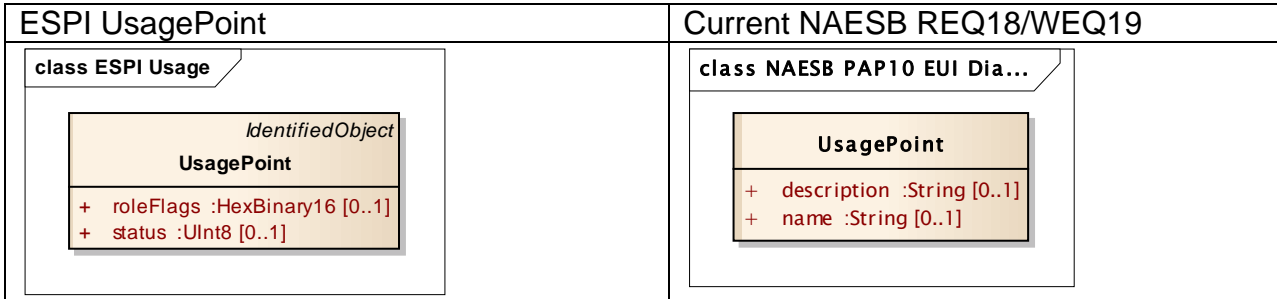 ESPI UsagePoint
Current NAESB REQ18/WEQ19
class ESPI Usage
IdentifiedObject
UsagePoint
+ roleFlags :HexBinary16 [0..1]
+ status :UInt8 [0..1]
class NAESB PAP10 EUI Dia...
UsagePoint
+ description :String [0..1]
+ name :String [0..1]